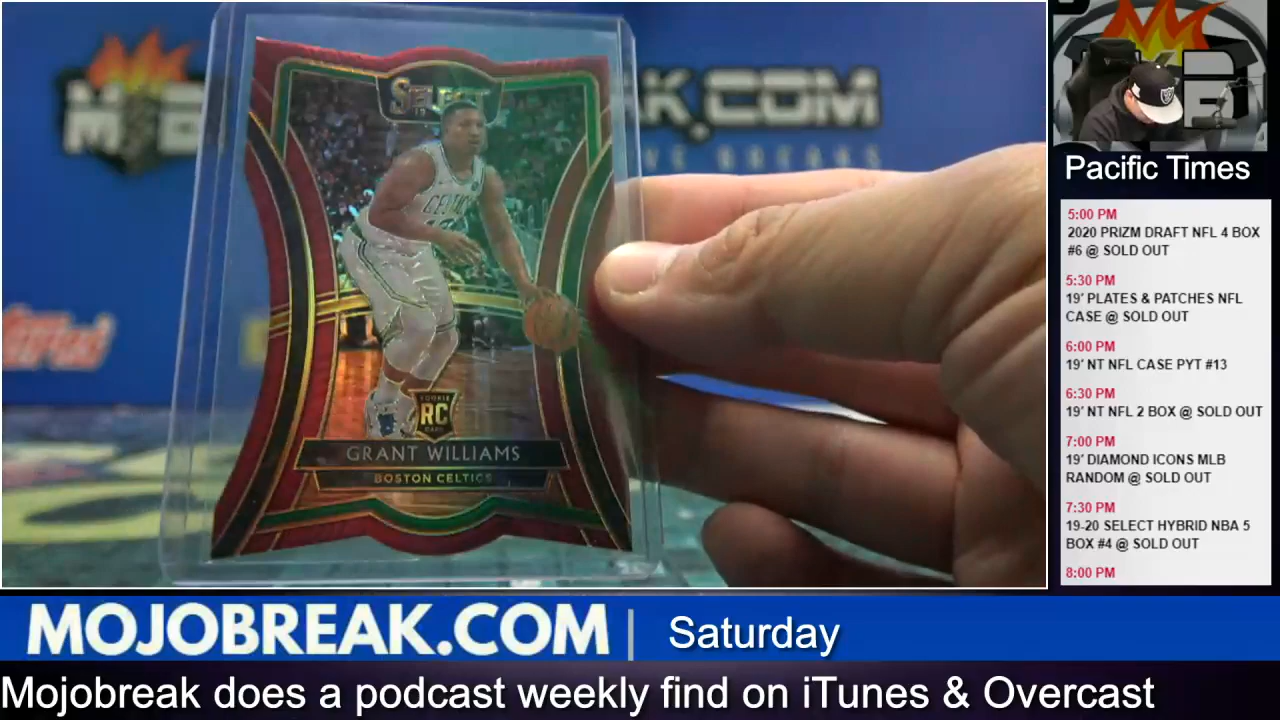 SELECT
CELTICS
ROOKIE
RC
CARD
GRANT WILLIAMS
BOSTON CELTICS
K.COM
VE BREAKS
Pacific Times
5:00 PM
2020 PRIZM DRAFT NFL 4 BOX
#6 @ SOLD OUT
5:30 PM
19' PLATES & PATCHES NFL
CASE @ SOLD OUT
6:00 PM
19' NT NFL CASE PYT #13
6:30 PM
19' NT NFL 2 BOX @ SOLD OUT
7:00 PM
19' DIAMOND ICONS MLB
RANDOM @ SOLD OUT
7:30 PM
19-20 SELECT HYBRID NBA 5
BOX #4 @ SOLD OUT
8:00 PM
MOJOBREAK.COM | Saturday
Mojobreak does a podcast weekly find on iTunes & Overcast